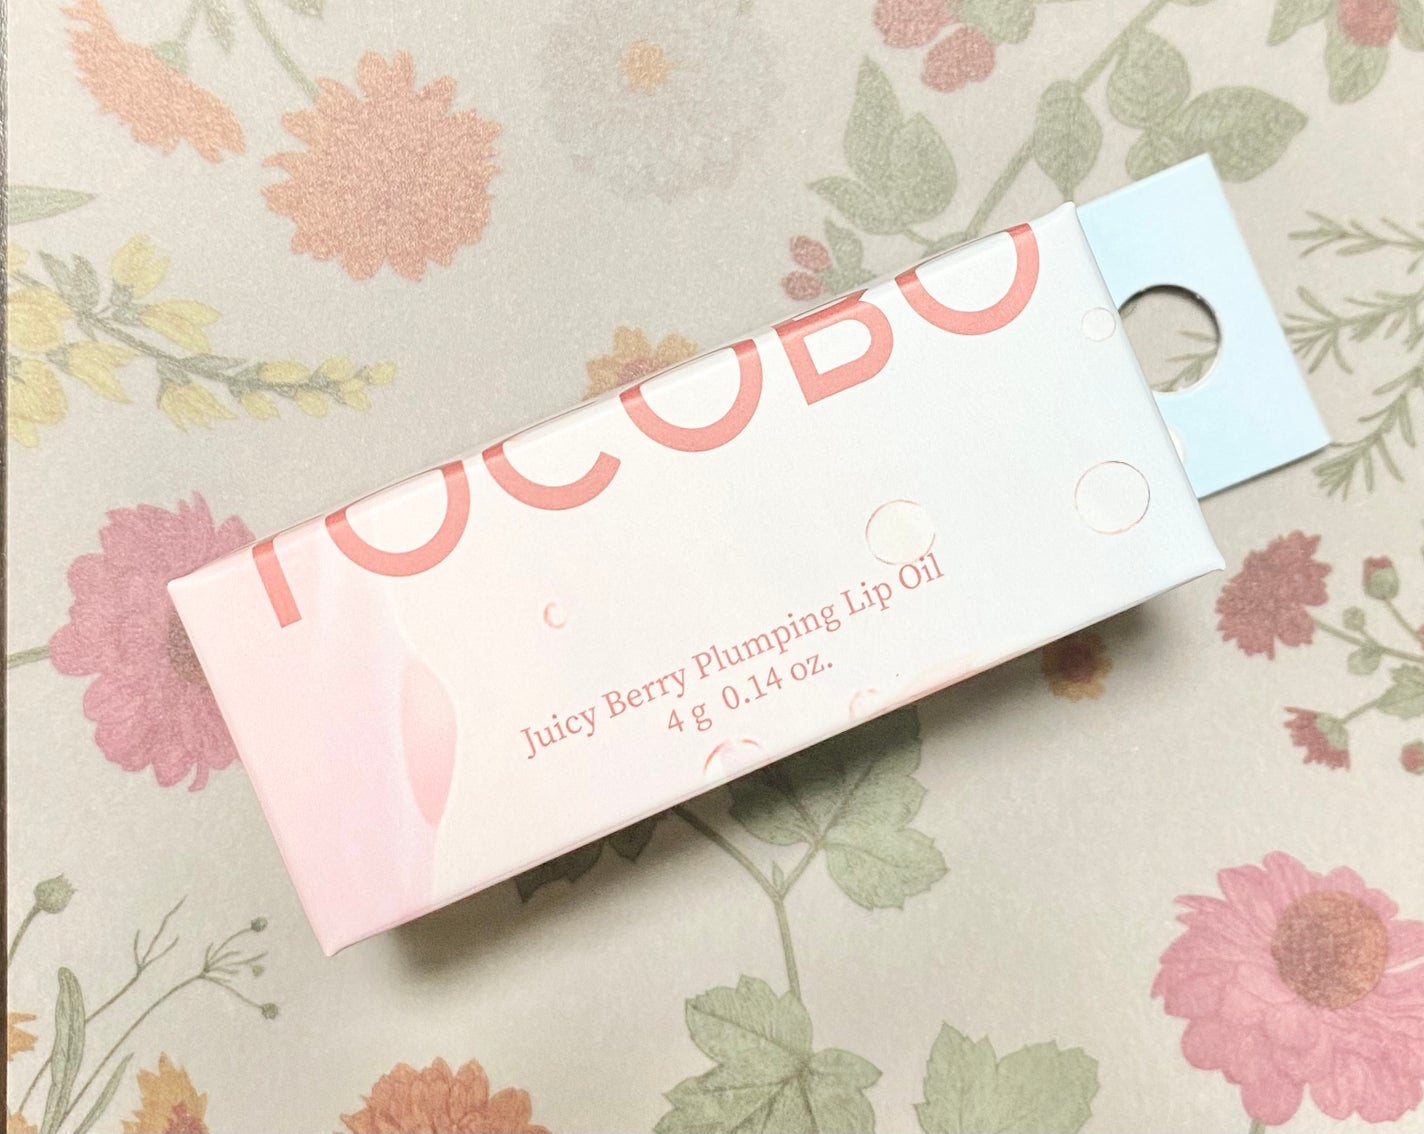 TOCOBO
Juicy Berry Plumping Lip Oil
4 g 0.14 oz.